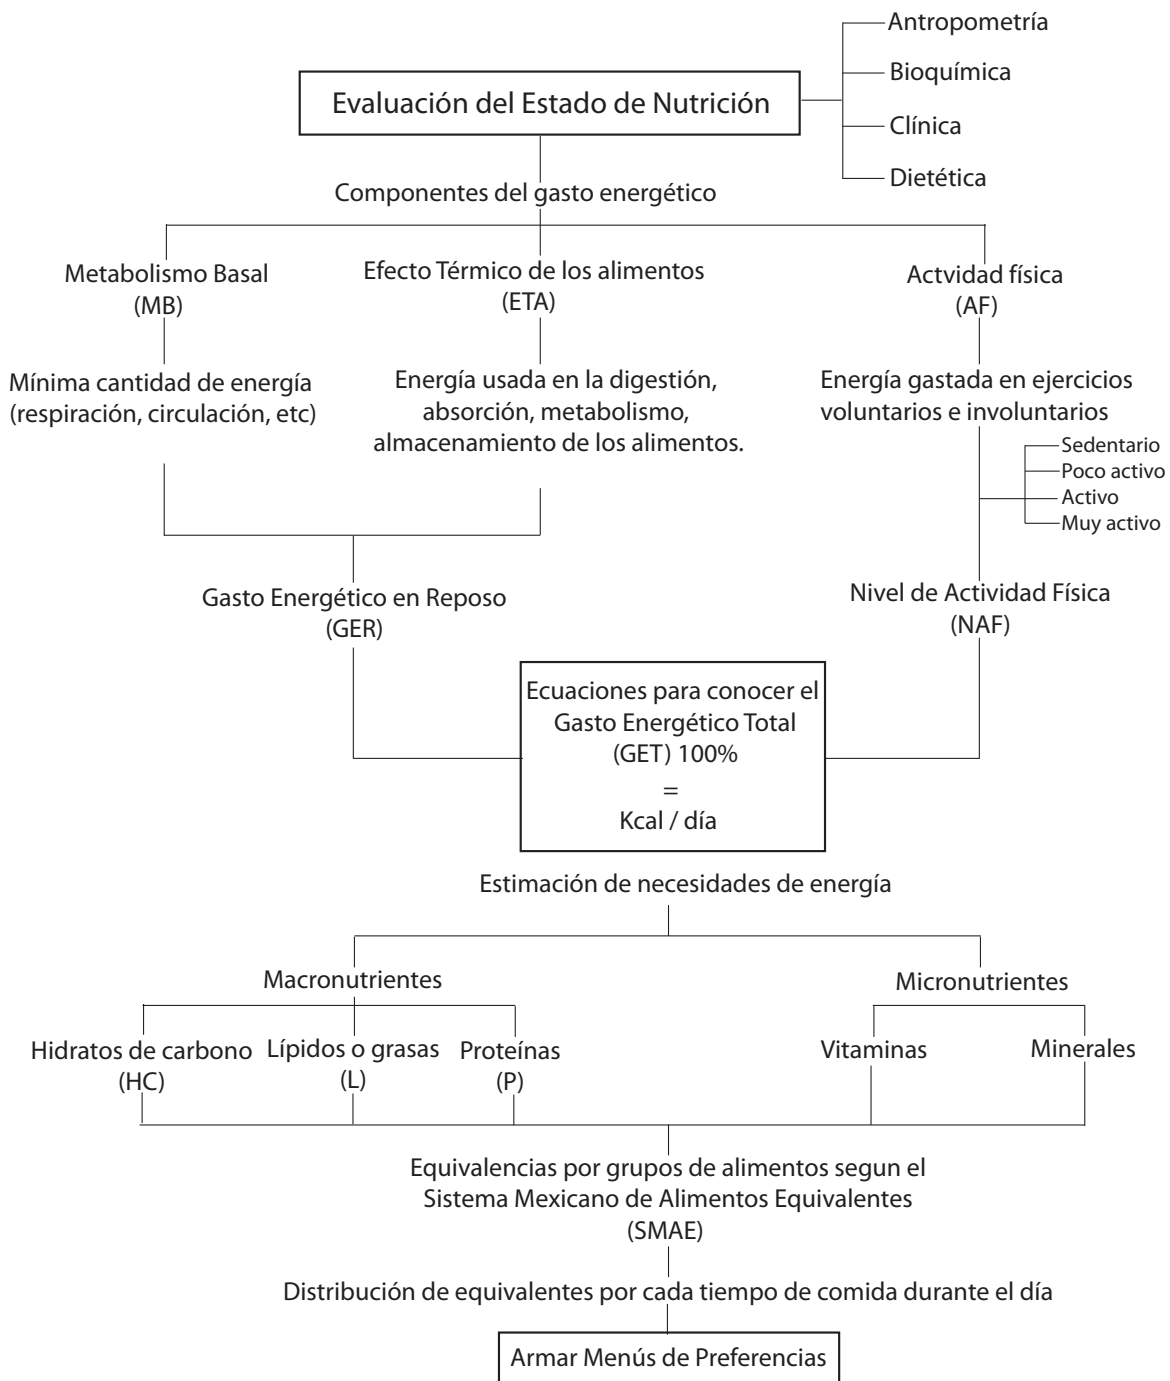 Antropometría
Evaluación del Estado de Nutrición
Bioquímica
Clínica
Dietética
Componentes del gasto energético
Metabolismo Basal
(MB)
Efecto Térmico de los alimentos
(ETA)
Actvidad física
(AF)
Mínima cantidad de energía
(respiración, circulación, etc)
Energía usada en la digestión,
absorción, metabolismo,
almacenamiento de los alimentos.
Energía gastada en ejercicios
voluntarios e involuntarios
Sedentario
Poco activo
Activo
Muy activo
Gasto Energético en Reposo
(GER)
Nivel de Actividad Física
(NAF)
Ecuaciones para conocer el
Gasto Energético Total
(GET) 100%
=
Kcal / día
Estimación de necesidades de energía
Macronutrientes
Micronutrientes
Hidratos de carbono
(HC)
Lípidos o grasas
(L)
Proteínas
(P)
Vitaminas
Minerales
Equivalencias por grupos de alimentos segun el
Sistema Mexicano de Alimentos Equivalentes
(SMAE)
Distribución de equivalentes por cada tiempo de comida durante el día
Armar Menús de Preferencias